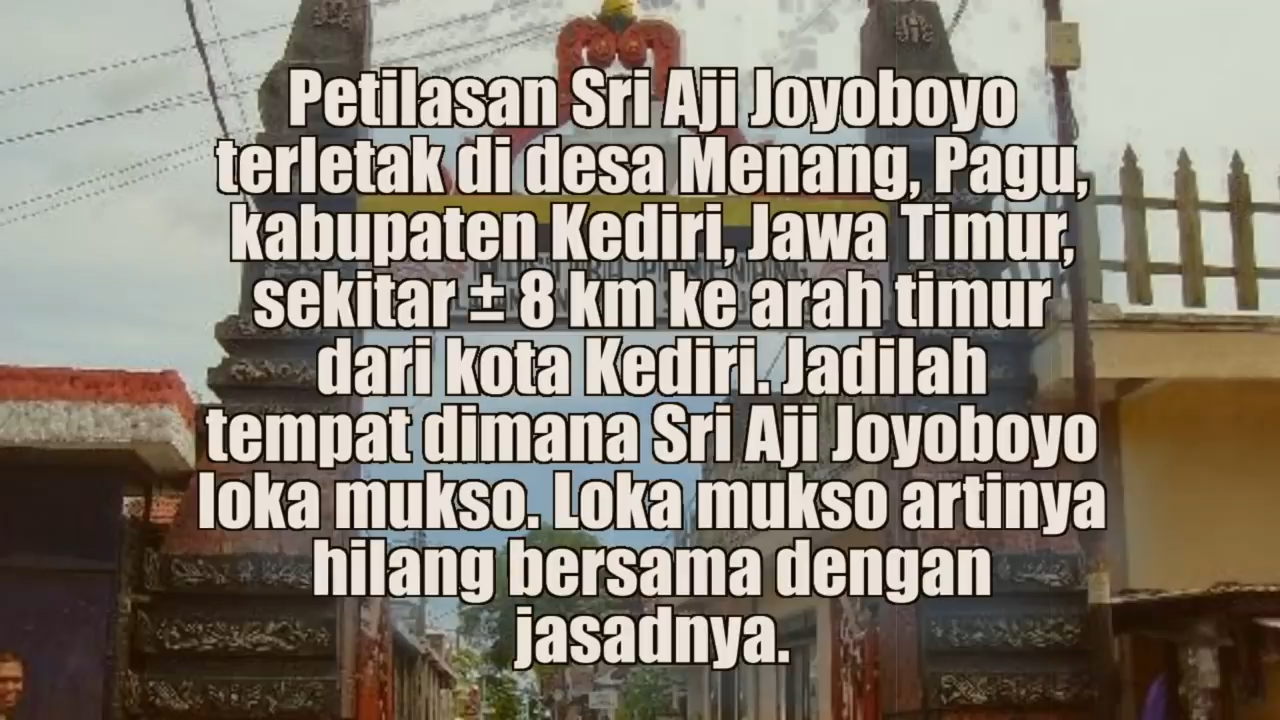 Petilasan Sri Aji Joyoboyo
terletak di desa Menang, Pagu,
kabupaten Kediri, Jawa Timur,
sekitar ± 8 km ke arah timur
dari kota Kediri. Jadilah
tempat dimana Sri Aji Joyoboyo
loka mukso. Loka mukso artinya
hilang bersama dengan
jasadnya.